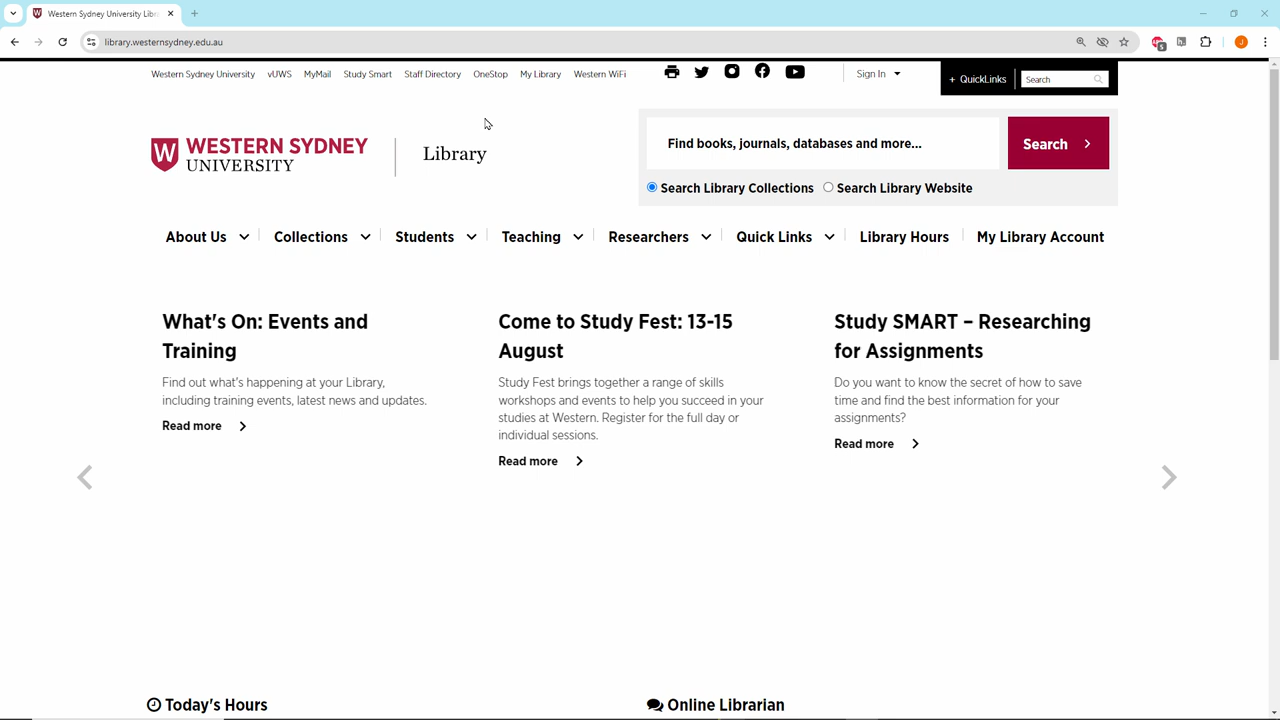 Western Sydney University Libr
library.westernsydney.edu.au
5
J
Western Sydney University vUWS MyMail Study Smart Staff Directory OneStop My Library Western WiFi Sign In + QuickLinks Search
WESTERN SYDNEY
UNIVERSITY
W
Library
Find books, journals, databases and more...
Search
Search Library Collections Search Library Website
About Us Collections Students Teaching Researchers Quick Links Library Hours My Library Account
What's On: Events and
Training
Find out what's happening at your Library,
including training events, latest news and updates.
Read more
Come to Study Fest: 13-15
August
Study Fest brings together a range of skills
workshops and events to help you succeed in your
studies at Western. Register for the full day or
individual sessions.
Read more
Study SMART – Researching
for Assignments
Do you want to know the secret of how to save
time and find the best information for your
assignments?
Read more
Today's Hours
Online Librarian